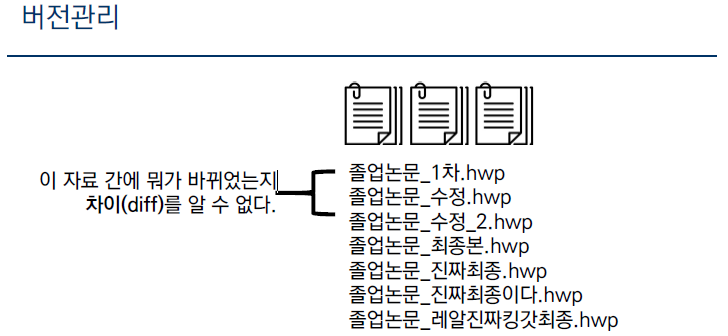 버전관리
이 자료 간에 뭐가 바뀌었는지
차이(diff)를 알 수 없다.
졸업논문_1차.hwp
졸업논문_수정.hwp
졸업논문_수정_2.hwp
졸업논문_최종본.hwp
졸업논문_진짜최종.hwp
졸업논문_진짜최종이다.hwp
졸업논문_레알진짜킹갓최종.hwp